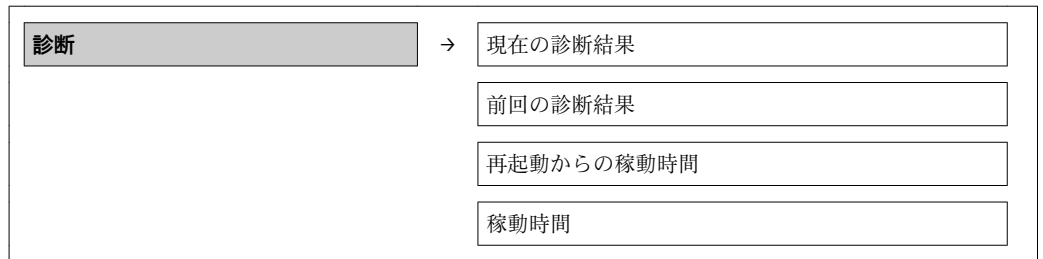 診断 → 現在の診断結果
前回の診断結果
再起動からの稼動時間
稼動時間